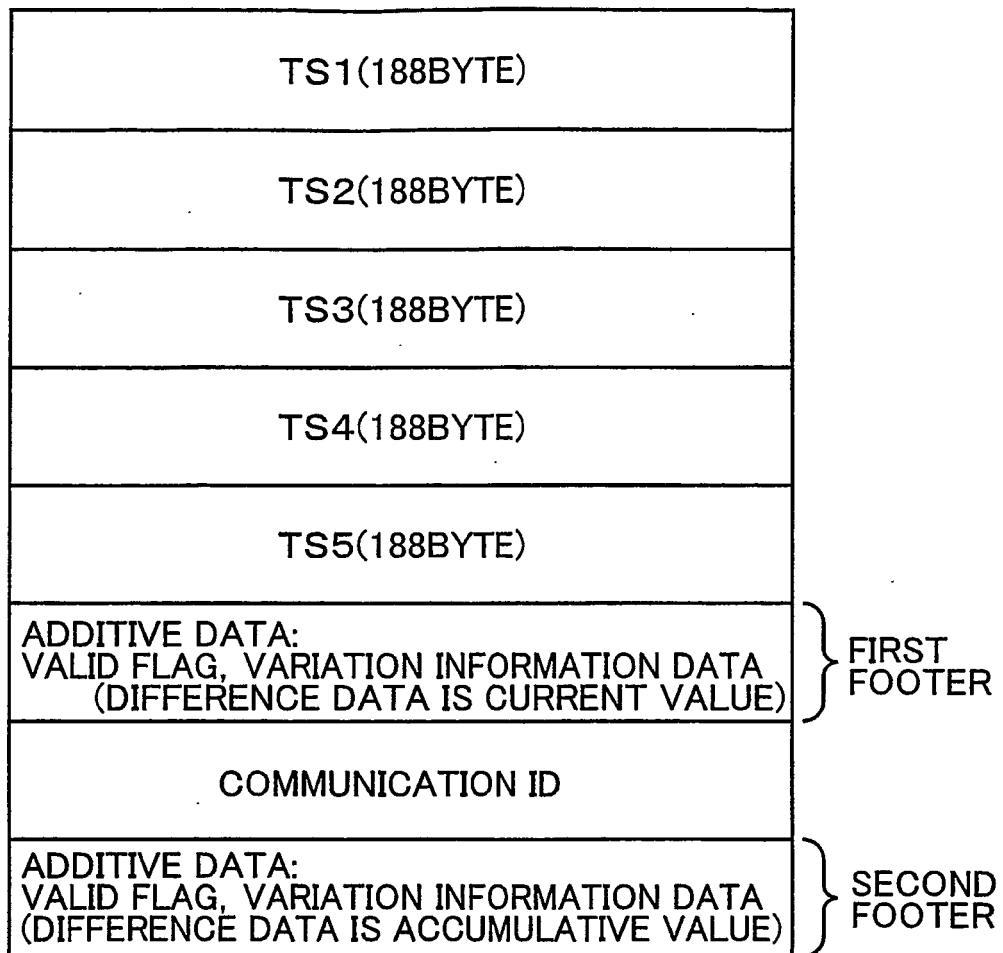 TS1(188BYTE)
TS2(188BYTE)
TS3(188BYTE)
TS4(188BYTE)
TS5(188BYTE)
ADDITIVE DATA:
VALID FLAG, VARIATION INFORMATION DATA
(DIFFERENCE DATA IS CURRENT VALUE)
FIRST
FOOTER
COMMUNICATION ID
ADDITIVE DATA:
VALID FLAG, VARIATION INFORMATION DATA
(DIFFERENCE DATA IS ACCUMULATIVE VALUE)
SECOND
FOOTER